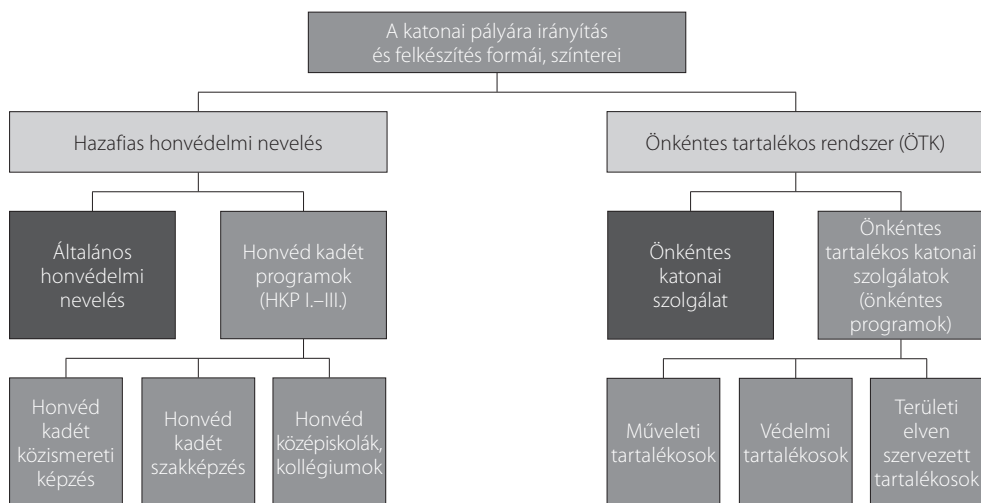 A katonai pályára irányítás
és felkészítés formái, színterei
Hazafias honvédelmi nevelés
Önkéntes tartalékos rendszer (ÖTK)
Általános
honvédelmi
nevelés
Honvéd kadét
programok
(HKP I.–III.)
Önkéntes
katonai
szolgálat
Önkéntes
tartalékos katonai
szolgálatok
(önkéntes
programok)
Honvéd
kadét
közismereti
képzés
Honvéd
kadét
szakképzés
Honvéd
középiskolák,
kollégiumok
Műveleti
tartalékosok
Védelmi
tartalékosok
Területi
elven
szervezett
tartalékosok